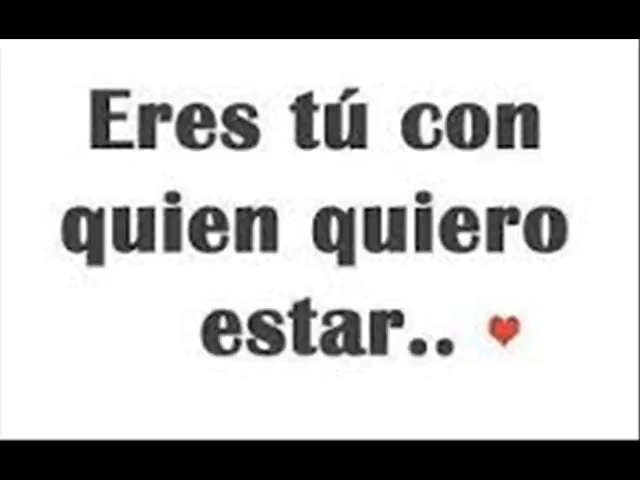 Eres tú con
quien quiero
estar.. ♥